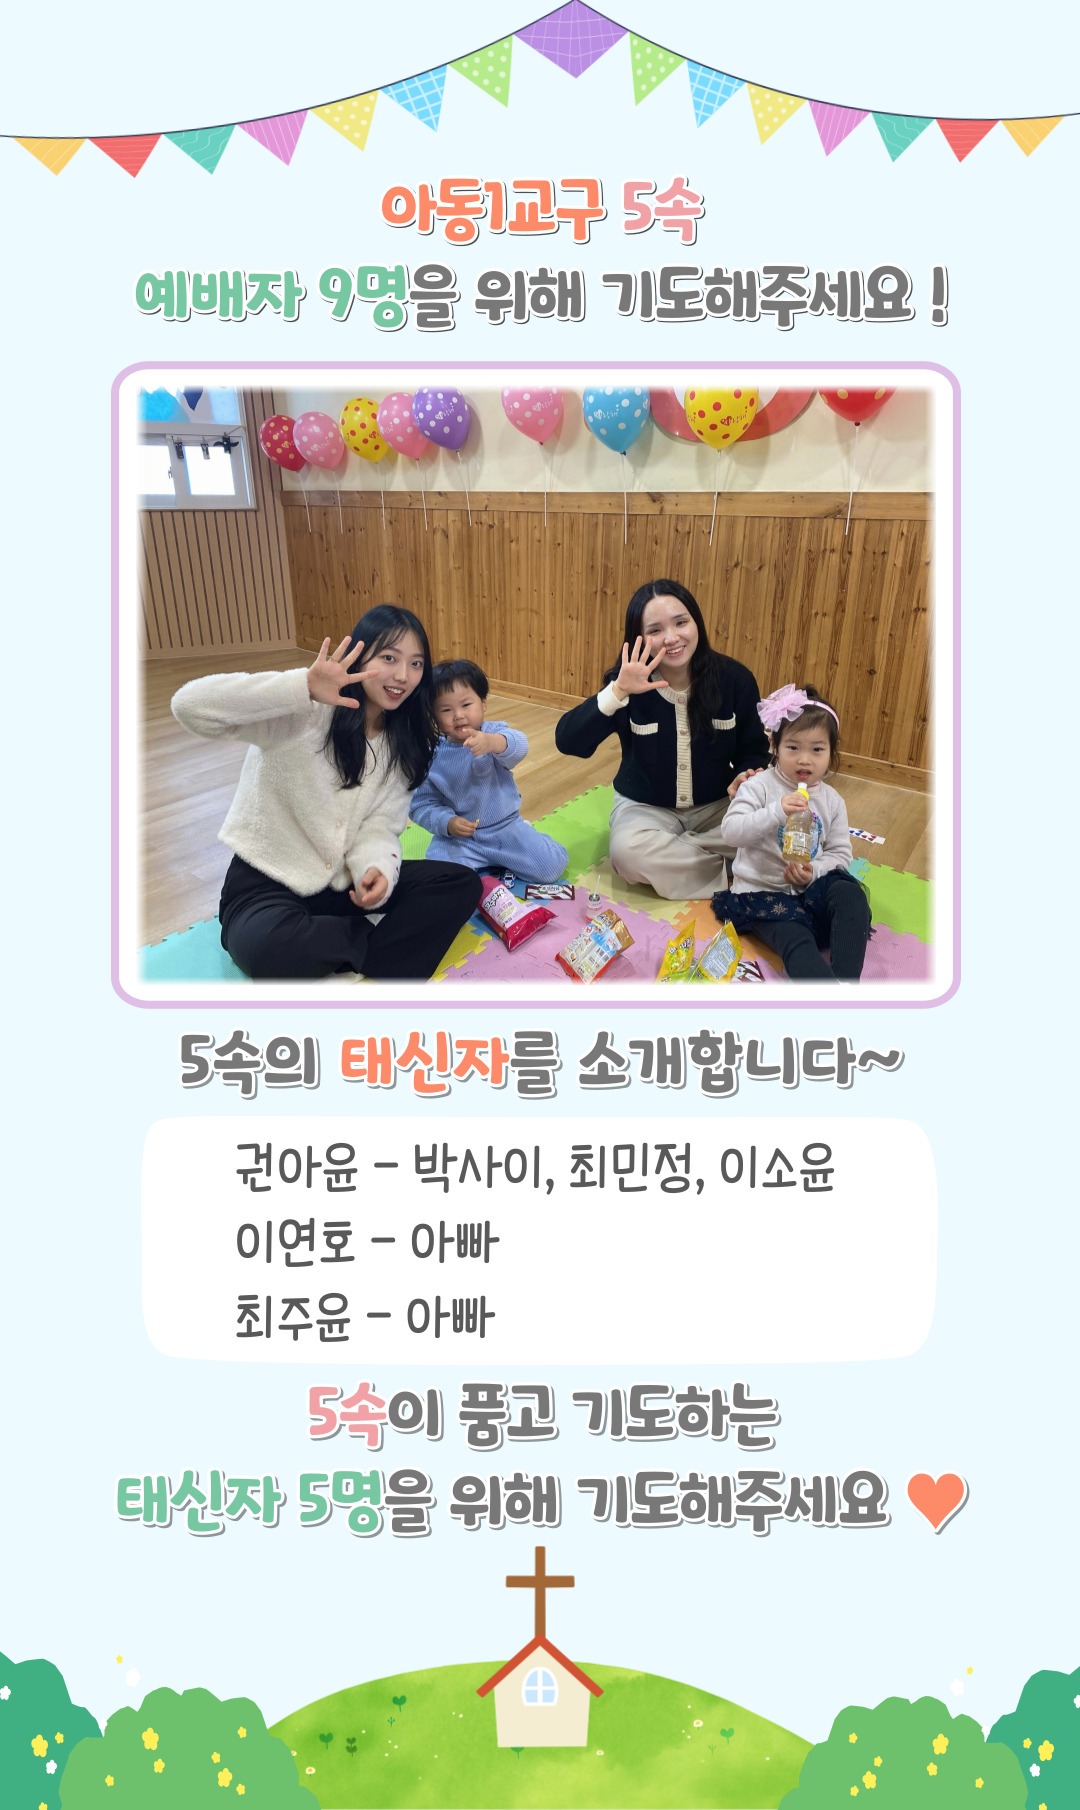 아동1교구 5속
예배자 9명을 위해 기도해주세요!
5속의 태신자를 소개합니다~
권아윤 - 박사이, 최민정, 이소윤
이연호 - 아빠
최주윤 - 아빠
5속이 품고 기도하는
태신자 5명을 위해 기도해주세요 ♥